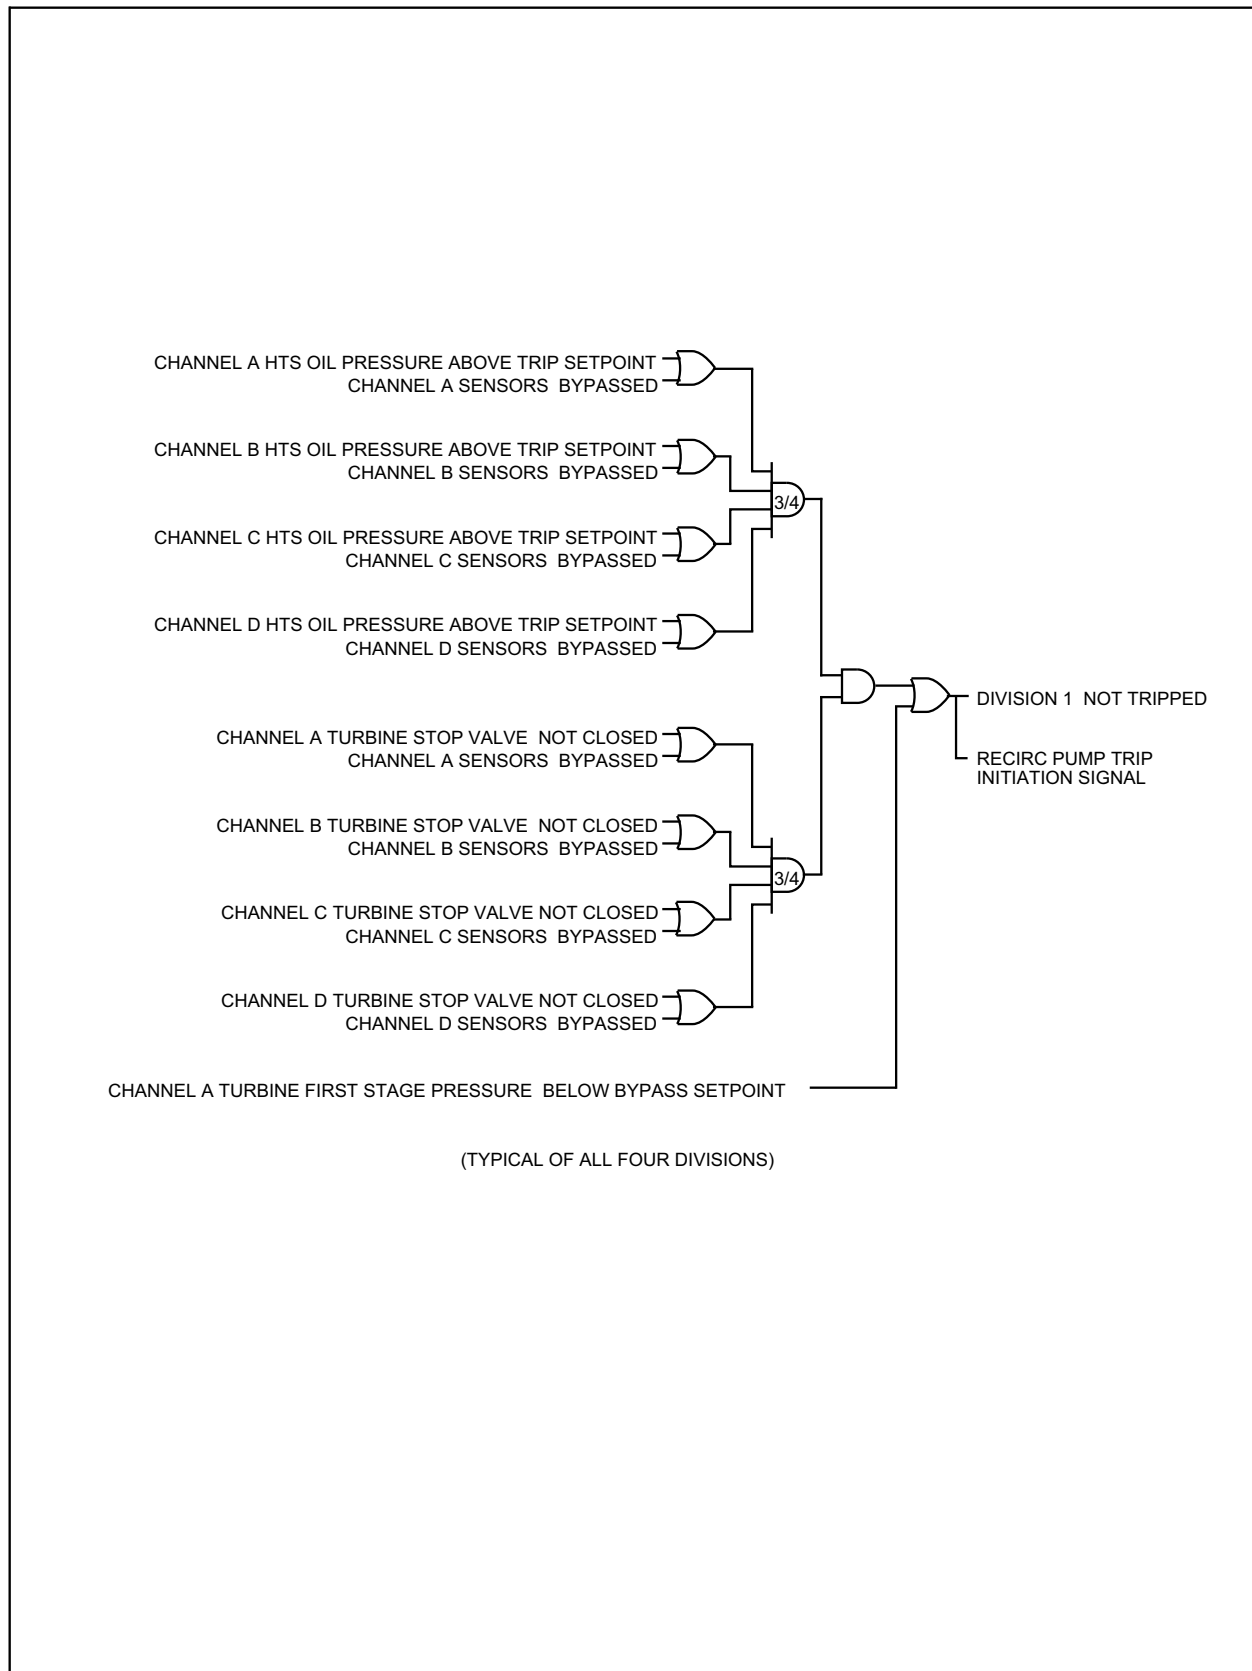 CHANNEL A HTS OIL PRESSURE ABOVE TRIP SETPOINT
CHANNEL A SENSORS BYPASSED
CHANNEL B HTS OIL PRESSURE ABOVE TRIP SETPOINT
CHANNEL B SENSORS BYPASSED
3/4
CHANNEL C HTS OIL PRESSURE ABOVE TRIP SETPOINT
CHANNEL C SENSORS BYPASSED
CHANNEL D HTS OIL PRESSURE ABOVE TRIP SETPOINT
CHANNEL D SENSORS BYPASSED
DIVISION 1 NOT TRIPPED
RECIRC PUMP TRIP
INITIATION SIGNAL
CHANNEL A TURBINE STOP VALVE NOT CLOSED
CHANNEL A SENSORS BYPASSED
CHANNEL B TURBINE STOP VALVE NOT CLOSED
CHANNEL B SENSORS BYPASSED
3/4
CHANNEL C TURBINE STOP VALVE NOT CLOSED
CHANNEL C SENSORS BYPASSED
CHANNEL D TURBINE STOP VALVE NOT CLOSED
CHANNEL D SENSORS BYPASSED
CHANNEL A TURBINE FIRST STAGE PRESSURE BELOW BYPASS SETPOINT
(TYPICAL OF ALL FOUR DIVISIONS)